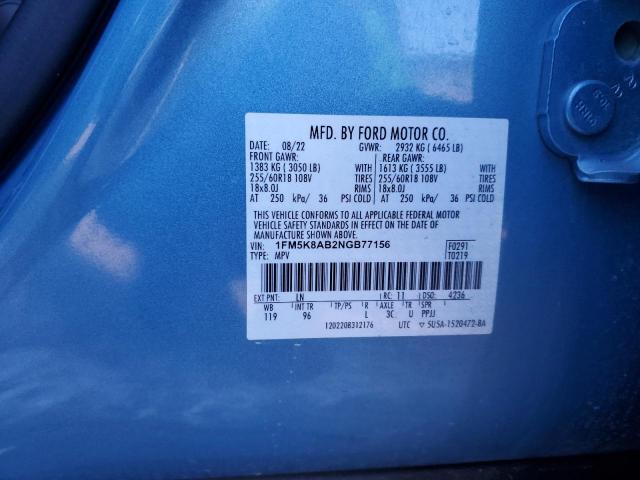 MFD. BY FORD MOTOR CO.
DATE: 08/22 GVWR: 2932 KG ( 6465 LB)
FRONT GAWR: REAR GAWR:
1383 KG ( 3050 LB) WITH 1613 KG ( 3555 LB) WITH
255/60R18 108V TIRES 255/60R18 108V TIRES
18x8.0J RIMS 18x8.0J RIMS
AT 250 kPa/ 36 PSI COLD AT 250 kPa/ 36 PSI COLD
THIS VEHICLE CONFORMS TO ALL APPLICABLE FEDERAL MOTOR
VEHICLE SAFETY STANDARDS IN EFFECT ON THE DATE OF
MANUFACTURE SHOWN ABOVE.
VIN: 1FM5K8AB2NGB77156 F0291
TYPE: MPV T0219
EXT PNT: LN RC: 11 DSO: 4236
WB INT TR TP/PS R AXLE TR SPR
119 96 L 3C U PPJJ
1202208312176 UTC ▽ 5U5A-1520472-BA